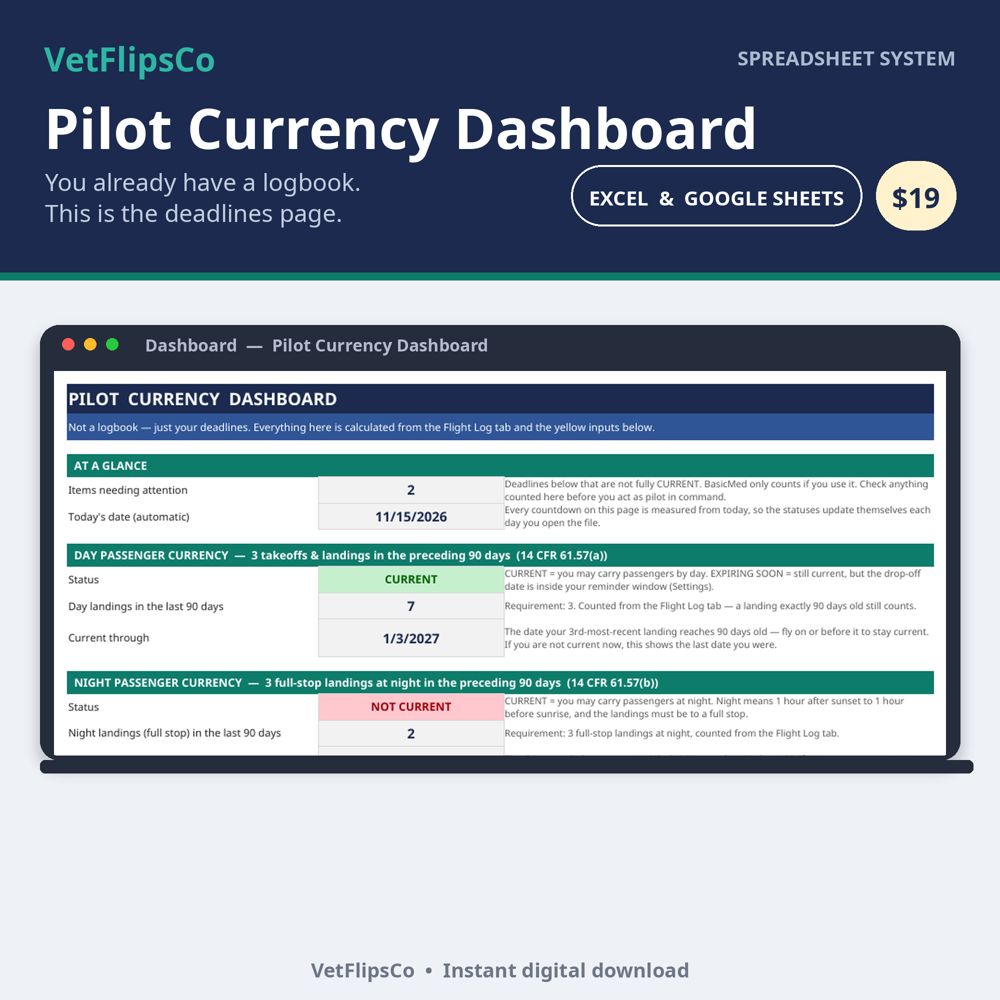 VetFlipsCo
SPREADSHEET SYSTEM
Pilot Currency Dashboard
You already have a logbook.
This is the deadlines page.
EXCEL & GOOGLE SHEETS
$19
Dashboard — Pilot Currency Dashboard
PILOT CURRENCY DASHBOARD
Not a logbook — just your deadlines. Everything here is calculated from the Flight Log tab and the yellow inputs below.
AT A GLANCE
Items needing attention
2
Deadlines below that are not fully CURRENT. BasicMed only counts if you use it. Check anything
counted here before you act as pilot in command.
Today's date (automatic)
11/15/2026
Every countdown on this page is measured from today, so the statuses update themselves each
day you open the file.
DAY PASSENGER CURRENCY — 3 takeoffs & landings in the preceding 90 days (14 CFR 61.57(a))
Status
CURRENT
CURRENT = you may carry passengers by day. EXPIRING SOON = still current, but the drop-off
date is inside your reminder window (Settings).
Day landings in the last 90 days
7
Requirement: 3. Counted from the Flight Log tab — a landing exactly 90 days old still counts.
Current through
1/3/2027
The date your 3rd-most-recent landing reaches 90 days old — fly on or before it to stay current.
If you are not current now, this shows the last date you were.
NIGHT PASSENGER CURRENCY — 3 full-stop landings at night in the preceding 90 days (14 CFR 61.57(b))
Status
NOT CURRENT
CURRENT = you may carry passengers at night. Night means 1 hour after sunset to 1 hour
before sunrise, and the landings must be to a full stop.
Night landings (full stop) in the last 90 days
2
Requirement: 3 full-stop landings at night, counted from the Flight Log tab.
VetFlipsCo • Instant digital download